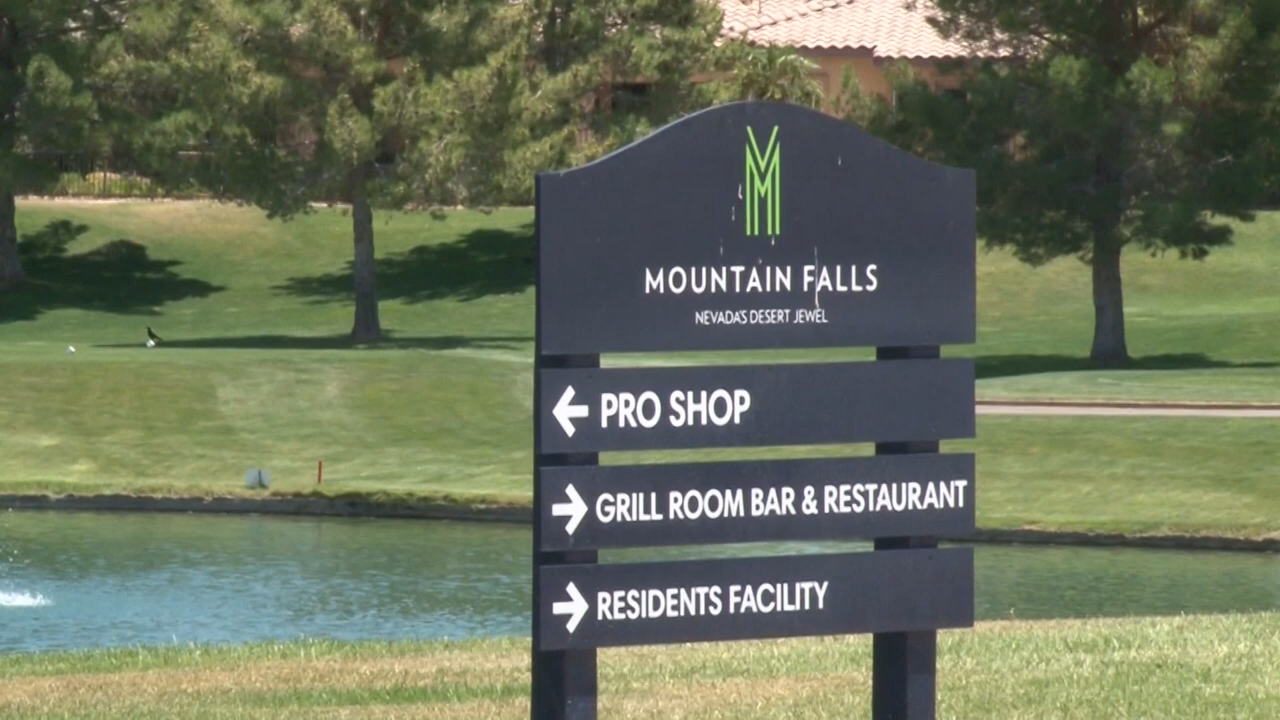 MOUNTAIN FALLS
NEVADA'S DESERT JEWEL
← PRO SHOP
→ GRILL ROOM BAR & RESTAURANT
→ RESIDENTS FACILITY